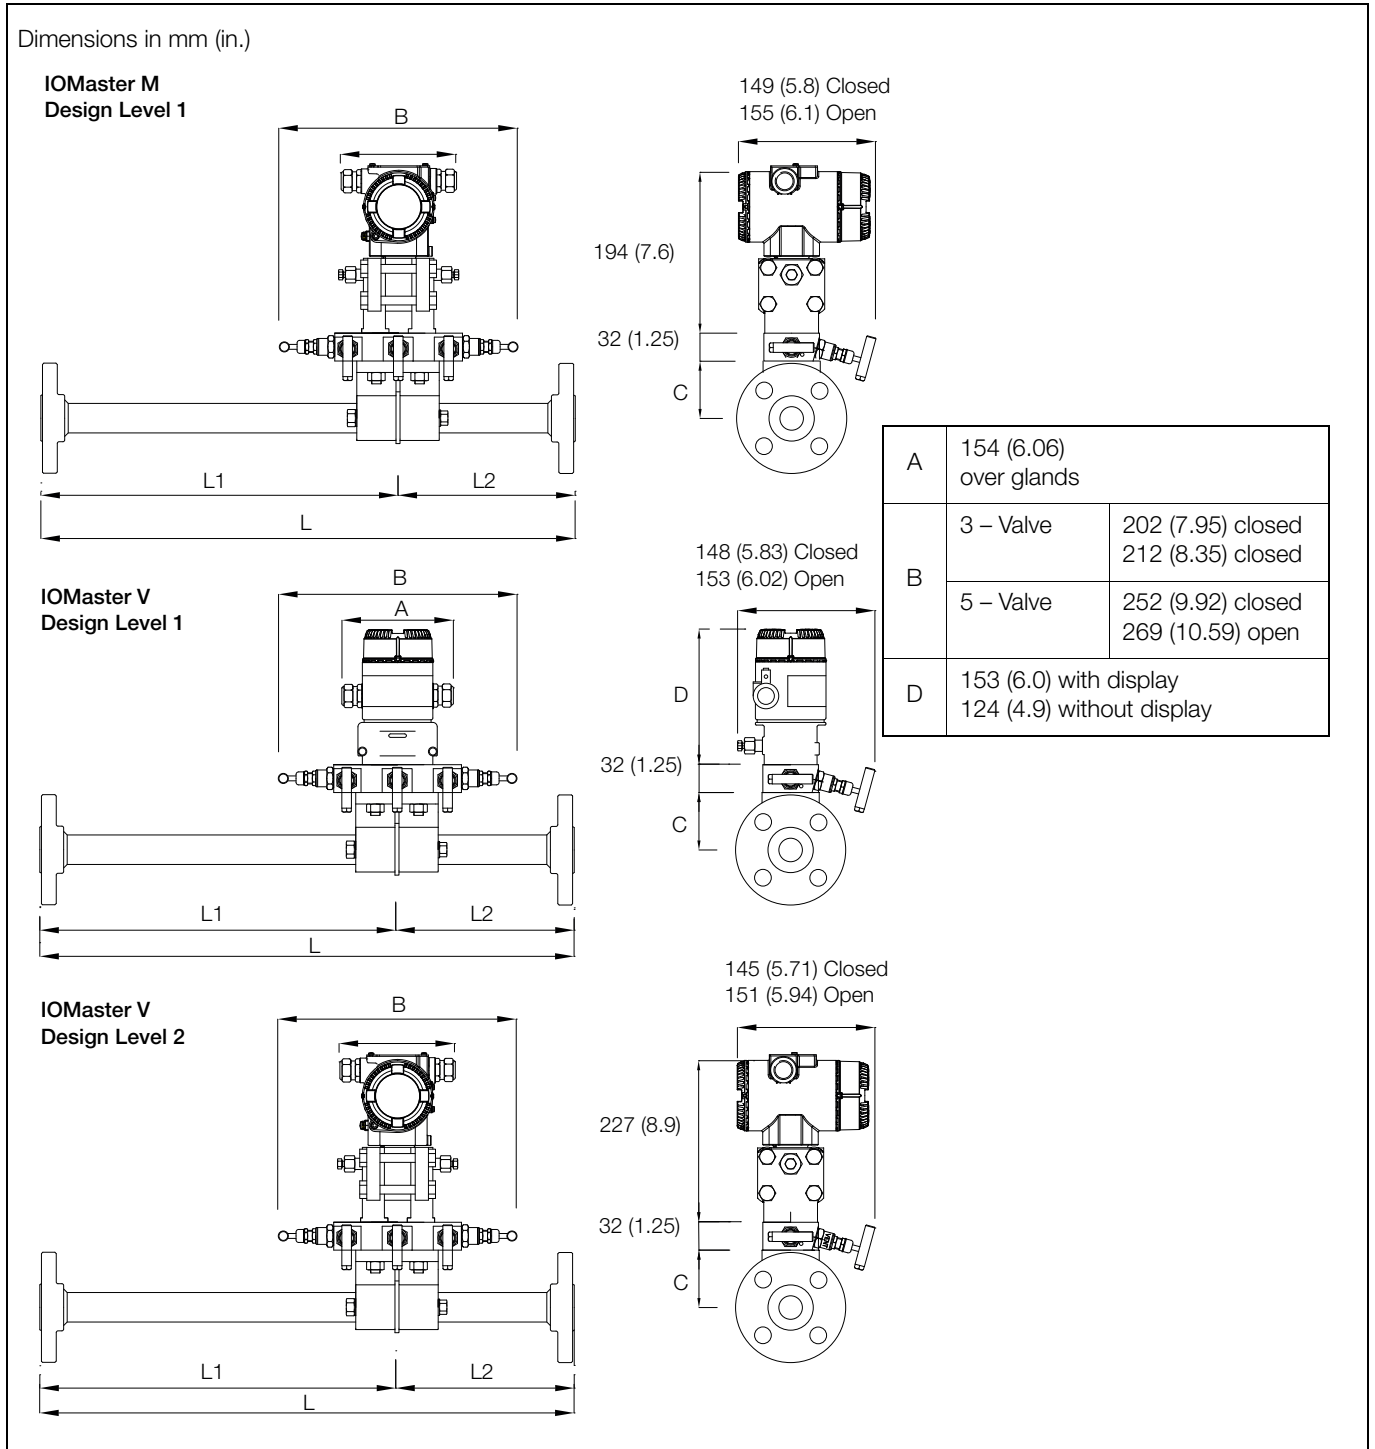 Dimensions in mm (in.)
IOMaster M
Design Level 1
B
149 (5.8) Closed
155 (6.1) Open
194 (7.6)
32 (1.25)
C
L1
L2
L
A
154 (6.06)
over glands
B
3 – Valve
202 (7.95) closed
212 (8.35) closed
5 – Valve
252 (9.92) closed
269 (10.59) open
D
153 (6.0) with display
124 (4.9) without display
IOMaster V
Design Level 1
B
A
148 (5.83) Closed
153 (6.02) Open
D
32 (1.25)
C
L1
L2
L
IOMaster V
Design Level 2
B
145 (5.71) Closed
151 (5.94) Open
227 (8.9)
32 (1.25)
C
L1
L2
L